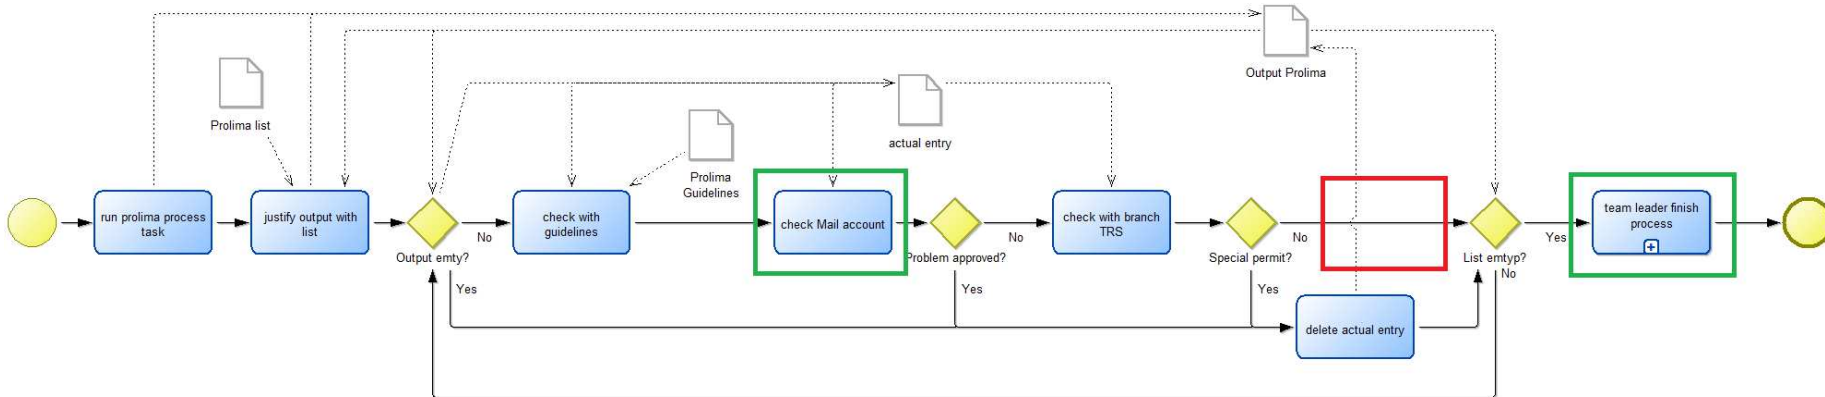 Output Prolima
Prolima list
actual entry
Prolima
Guidelines
run prolima process
task
justify output with
list
Output emty?
No
Yes
check with
guidelines
check Mail account
Problem approved?
No
Yes
check with branch
TRS
Special permit?
No
Yes
delete actual entry
List emtyp?
No
Yes
team leader finish
process